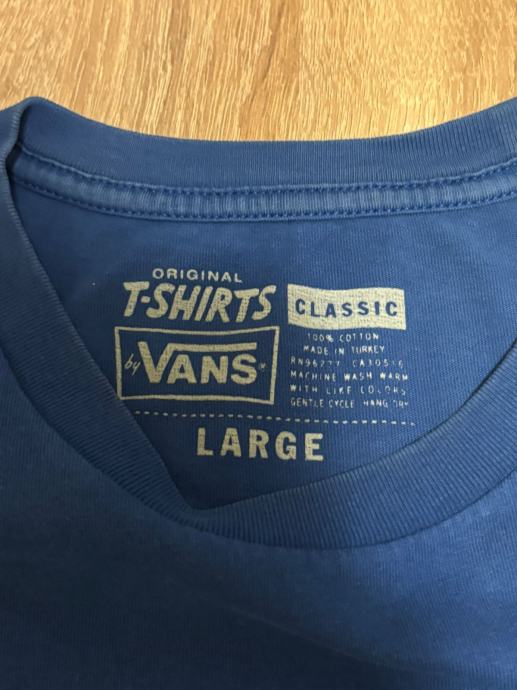 ORIGINAL
T-SHIRTS
by VANS
CLASSIC
100% COTTON
MADE IN TURKEY
MACHINE WASH WARM
WITH LIKE COLORS
GENTLE CYCLE HANG DRY
LARGE